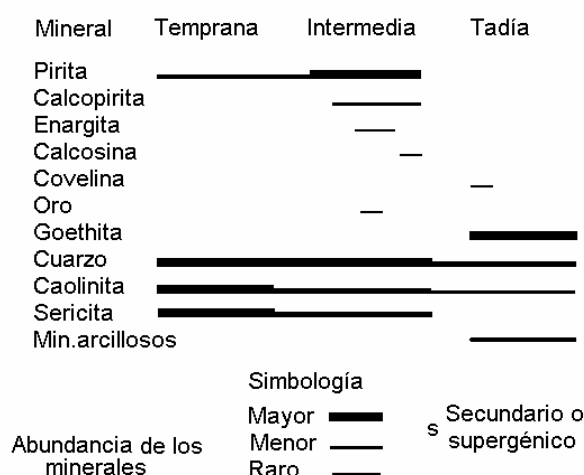 Mineral Temprana Intermedia Tadía
Pirita
Calcopirita
Enargita
Calcosina
Covelina
Oro
Goethita
Cuarzo
Caolinita
Sericita
Min.arcillosos
Simbología
Mayor
Menor
Raro
Abundancia de los
minerales
s Secundario o
supergénico